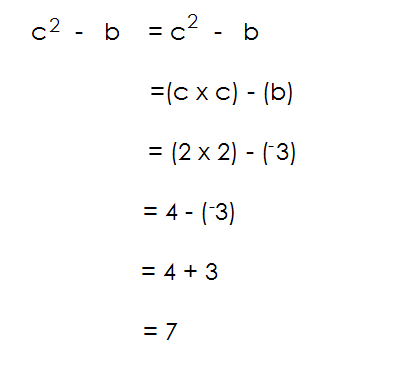 c² - b = c² - b
=(c x c) - (b)
= (2 x 2) - (⁻3)
= 4 - (⁻3)
= 4 + 3
= 7